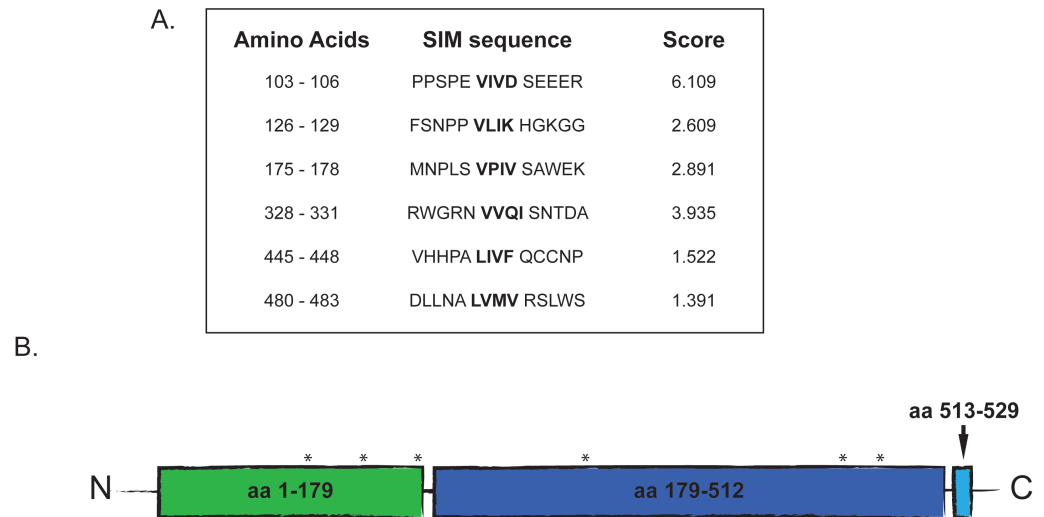 A.
Amino Acids SIM sequence Score
103 - 106 PPSPE VIVD SEEER 6.109
126 - 129 FSNPP VLIK HGKGG 2.609
175 - 178 MNPLS VPIV SAWEK 2.891
328 - 331 RWGRN VVQI SNTDA 3.935
445 - 448 VHHPA LIVF QCCNP 1.522
480 - 483 DLLNA LVMV RSLWS 1.391
B.
aa 513-529
* * * * * *
N aa 1-179 aa 179-512 C